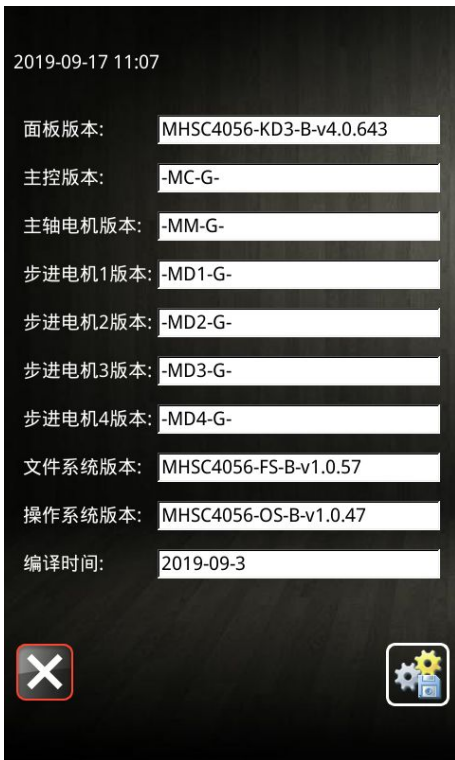 2019-09-17 11:07
面板版本: MHSC4056-KD3-B-v4.0.643
主控版本: -MC-G-
主轴电机版本: -MM-G-
步进电机1版本: -MD1-G-
步进电机2版本: -MD2-G-
步进电机3版本: -MD3-G-
步进电机4版本: -MD4-G-
文件系统版本: MHSC4056-FS-B-v1.0.57
操作系统版本: MHSC4056-OS-B-v1.0.47
编译时间: 2019-09-3